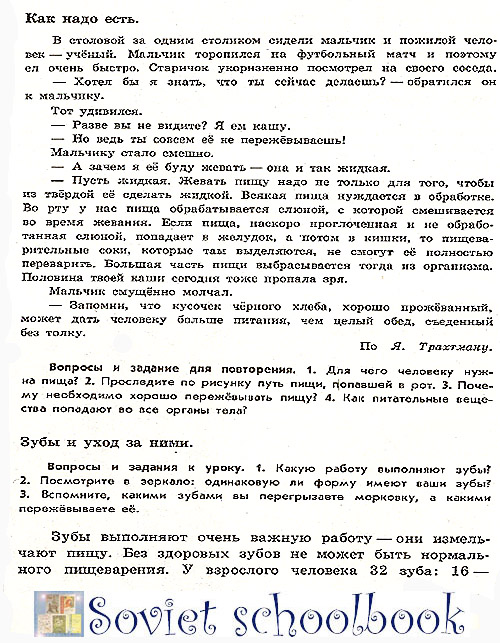 Как надо есть.
В столовой за одним столиком сидели мальчик и пожилой чело-
век — учёный. Мальчик торопился на футбольный матч и поэтому
ел очень быстро. Старичок укоризненно посмотрел на своего соседа.
— Хотел бы я знать, что ты сейчас делаешь? — обратился он
к мальчику.
Тот удивился.
— Разве вы не видите? Я ем кашу.
— Но ведь ты совсем её не пережёвываешь!
Мальчику стало смешно.
— А зачем я её буду жевать — она и так жидкая.
— Пусть жидкая. Жевать пищу надо не только для того, чтобы
из твёрдой её сделать жидкой. Всякая пища нуждается в обработке.
Во рту у нас пища обрабатывается слюной, с которой смешивается
во время жевания. Если пища, наскоро проглоченная и не обрабо-
танная слюной, попадает в желудок, а потом в кишки, то пищева-
рительные соки, которые там выделяются, не смогут её полностью
переварить. Большая часть пищи выбрасывается тогда из организма.
Половина твоей каши сегодня тоже пропала зря.
Мальчик смущённо молчал.
— Запомни, что кусочек чёрного хлеба, хорошо прожёванный,
может дать человеку больше питания, чем целый обед, съеденный
без толку.
По Я. Трахтману.
Вопросы и задание для повторения. 1. Для чего человеку нуж-
на пища? 2. Проследите по рисунку путь пищи, попавшей в рот. 3. Поче-
му необходимо хорошо пережёвывать пищу? 4. Как питательные веще-
ства попадают во все органы тела?
Зубы и уход за ними.
Вопросы и задания к уроку. 1. Какую работу выполняют зубы?
2. Посмотрите в зеркало: одинаковую ли форму имеют ваши зубы?
3. Вспомните, какими зубами вы перегрызаете морковку, а какими
пережёвываете её.
Зубы выполняют очень важную работу — они измель-
чают пищу. Без здоровых зубов не может быть нормаль-
ного пищеварения. У взрослого человека 32 зуба: 16 —
Soviet schoolbook